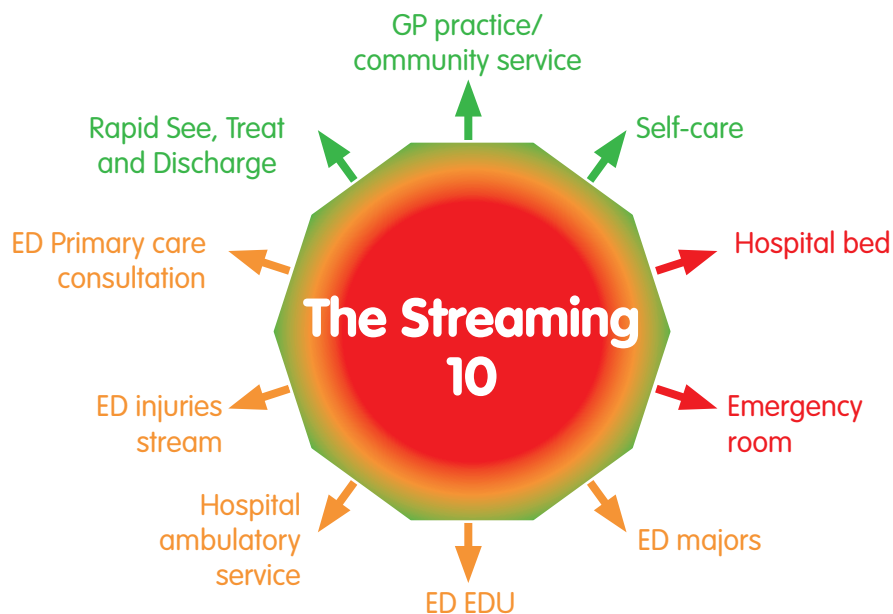 GP practice/
community service
Rapid See, Treat
and Discharge
Self-care
ED Primary care
consultation
Hospital bed
The Streaming
10
ED injuries
stream
Emergency
room
Hospital
ambulatory
service
ED majors
ED EDU